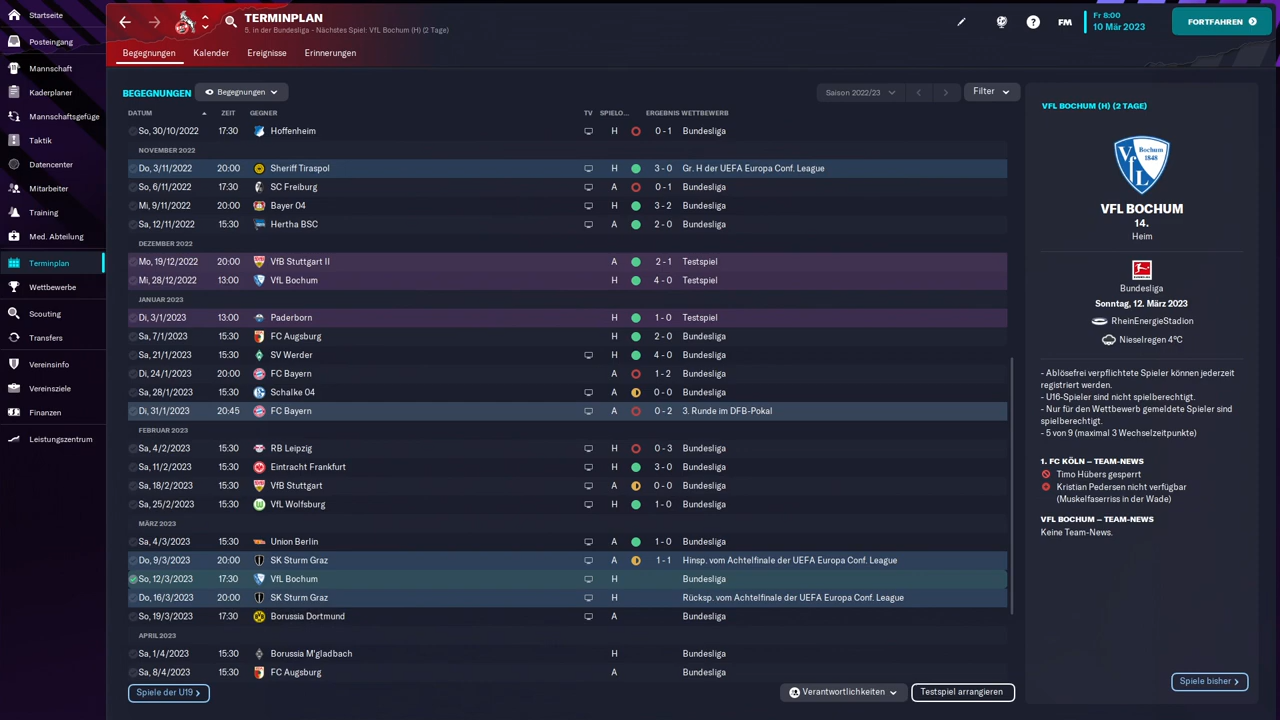 Startseite
Posteingang
Mannschaft
Kaderplaner
Mannschaftsgefüge
Taktik
Datencenter
Mitarbeiter
Training
Med. Abteilung
Terminplan
Wettbewerbe
Scouting
Transfers
Vereinsinfo
Vereinsziele
Finanzen
Leistungszentrum
TERMINPLAN
5. in der Bundesliga - Nächstes Spiel: VfL Bochum (H) (2 Tage)
FM
Fr 8:00
10 Mär 2023
FORTFAHREN
Begegnungen Kalender Ereignisse Erinnerungen
BEGEGNUNGEN Begegnungen Saison 2022/23 Filter
DATUM ZEIT GEGNER TV SPIELO... ERGEBNIS WETTBEWERB
So, 30/10/2022 17:30 Hoffenheim H 0 - 1 Bundesliga
NOVEMBER 2022
Do, 3/11/2022 20:00 Sheriff Tiraspol H 3 - 0 Gr. H der UEFA Europa Conf. League
So, 6/11/2022 17:30 SC Freiburg A 0 - 1 Bundesliga
Mi, 9/11/2022 20:00 Bayer 04 H 3 - 2 Bundesliga
Sa, 12/11/2022 15:30 Hertha BSC A 2 - 0 Bundesliga
DEZEMBER 2022
Mo, 19/12/2022 20:00 VfB Stuttgart II A 2 - 1 Testspiel
Mi, 28/12/2022 13:00 VfL Bochum H 4 - 0 Testspiel
JANUAR 2023
Di, 3/1/2023 13:00 Paderborn H 1 - 0 Testspiel
Sa, 7/1/2023 15:30 FC Augsburg H 2 - 0 Bundesliga
Sa, 21/1/2023 15:30 SV Werder H 4 - 0 Bundesliga
Di, 24/1/2023 20:00 FC Bayern A 1 - 2 Bundesliga
Sa, 28/1/2023 15:30 Schalke 04 A 0 - 0 Bundesliga
Di, 31/1/2023 20:45 FC Bayern A 0 - 2 3. Runde im DFB-Pokal
FEBRUAR 2023
Sa, 4/2/2023 15:30 RB Leipzig H 0 - 3 Bundesliga
Sa, 11/2/2023 15:30 Eintracht Frankfurt H 3 - 0 Bundesliga
Sa, 18/2/2023 15:30 VfB Stuttgart A 0 - 0 Bundesliga
Sa, 25/2/2023 15:30 VfL Wolfsburg H 1 - 0 Bundesliga
MÄRZ 2023
Sa, 4/3/2023 15:30 Union Berlin A 1 - 0 Bundesliga
Do, 9/3/2023 20:00 SK Sturm Graz A 1 - 1 Hinsp. vom Achtelfinale der UEFA Europa Conf. League
So, 12/3/2023 17:30 VfL Bochum H Bundesliga
Do, 16/3/2023 20:00 SK Sturm Graz H Rücksp. vom Achtelfinale der UEFA Europa Conf. League
So, 19/3/2023 17:30 Borussia Dortmund A Bundesliga
APRIL 2023
Sa, 1/4/2023 15:30 Borussia M'gladbach H Bundesliga
Sa, 8/4/2023 15:30 FC Augsburg A Bundesliga
Spiele der U19 Verantwortlichkeiten Testspiel arrangieren
VFL BOCHUM (H) (2 TAGE)
Bochum
1848
VFL BOCHUM
14.
Heim
Bundesliga
Sonntag, 12. März 2023
RheinEnergieStadion
Nieselregen 4°C
- Ablösefrei verpflichtete Spieler können jederzeit
registriert werden.
- U16-Spieler sind nicht spielberechtigt.
- Nur für den Wettbewerb gemeldete Spieler sind
spielberechtigt.
- 5 von 9 (maximal 3 Wechselzeitpunkte)
1. FC KÖLN – TEAM-NEWS
Timo Hübers gesperrt
Kristian Pedersen nicht verfügbar
(Muskelfaserriss in der Wade)
VFL BOCHUM – TEAM-NEWS
Keine Team-News.
Spiele bisher